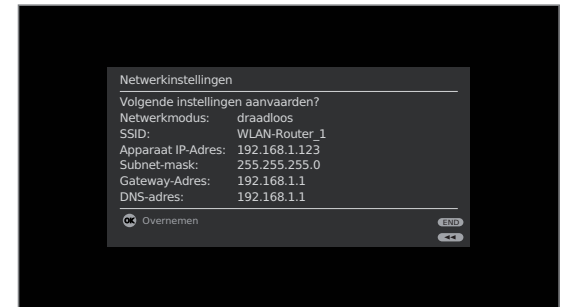 Netwerkinstellingen
Volgende instellingen aanvaarden?
Netwerkmodus: draadloos
SSID: WLAN-Router_1
Apparaat IP-Adres: 192.168.1.123
Subnet-mask: 255.255.255.0
Gateway-Adres: 192.168.1.1
DNS-adres: 192.168.1.1
OK Overnemen
END